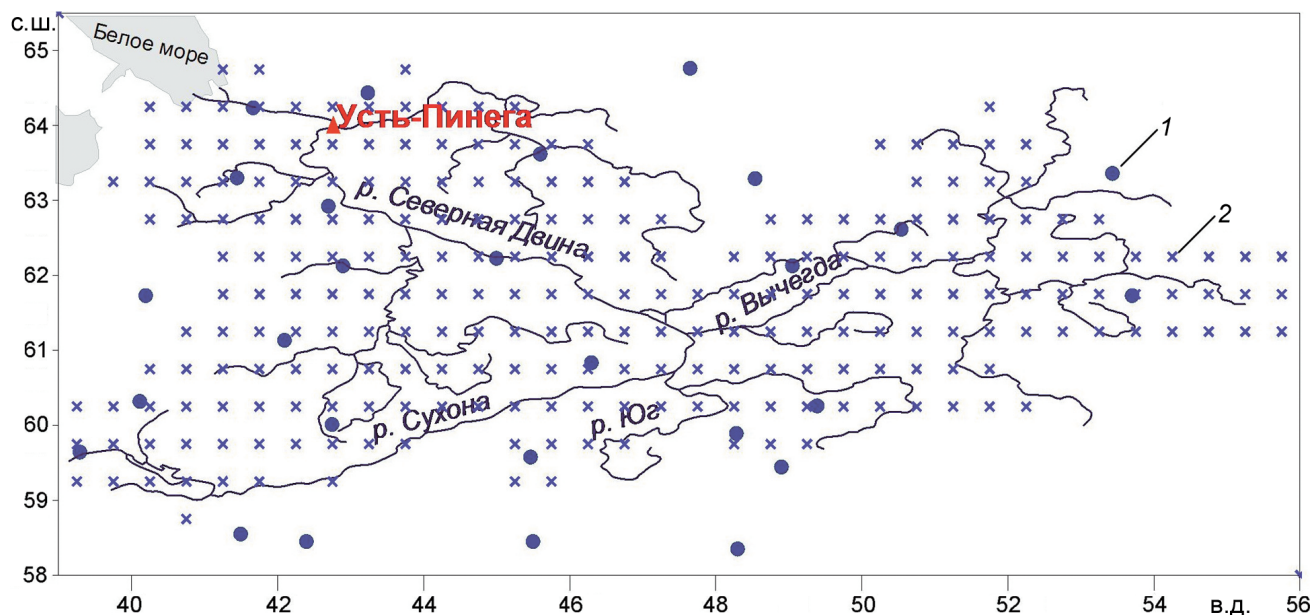 с.ш.
65
64
63
62
61
60
59
58
Белое море
Усть-Пинега
1
р. Северная Двина
2
р. Вычегда
р. Сухона
р. Юг
40
42
44
46
48
50
52
54
в.д.
56